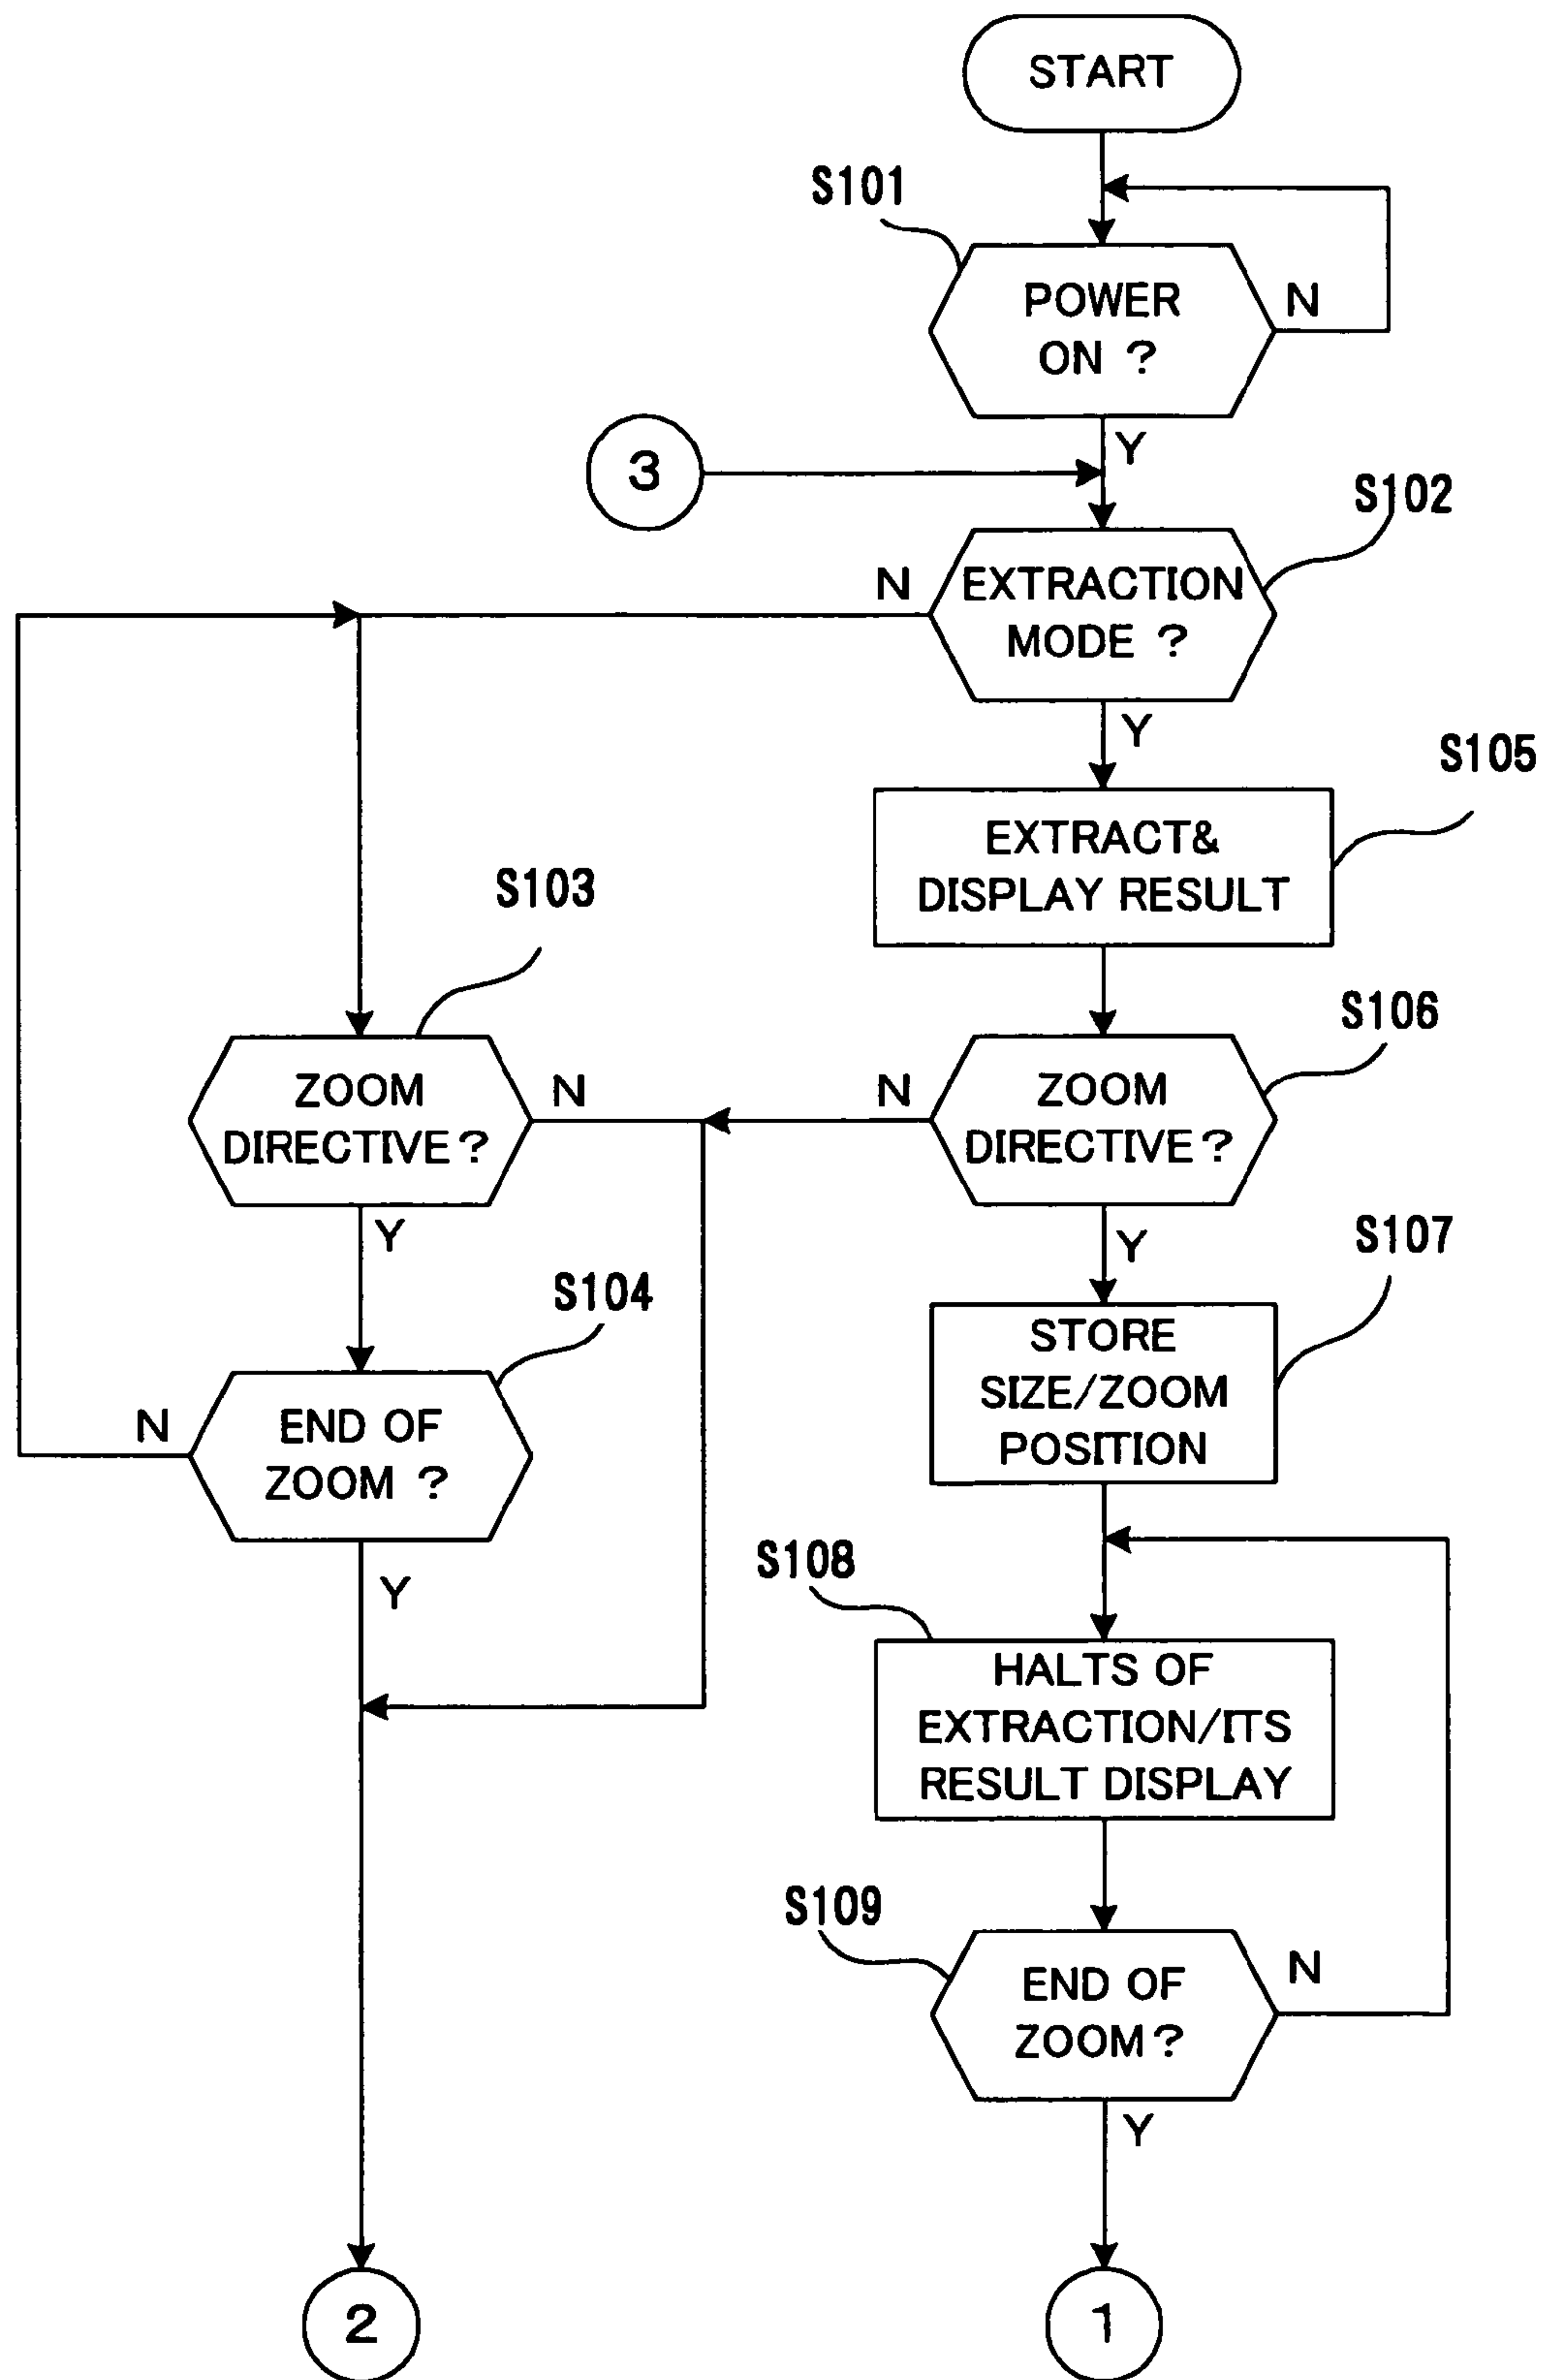 START
S101
POWER
ON ?
N
Y
3
S102
N
EXTRACTION
MODE ?
Y
S105
EXTRACT&
DISPLAY RESULT
S103
S106
ZOOM
DIRECTIVE?
N
N
ZOOM
DIRECTIVE?
Y
Y
S107
S104
STORE
SIZE/ZOOM
POSITION
N
END OF
ZOOM ?
Y
S108
HALTS OF
EXTRACTION/ITS
RESULT DISPLAY
S109
END OF
ZOOM?
N
Y
2
1